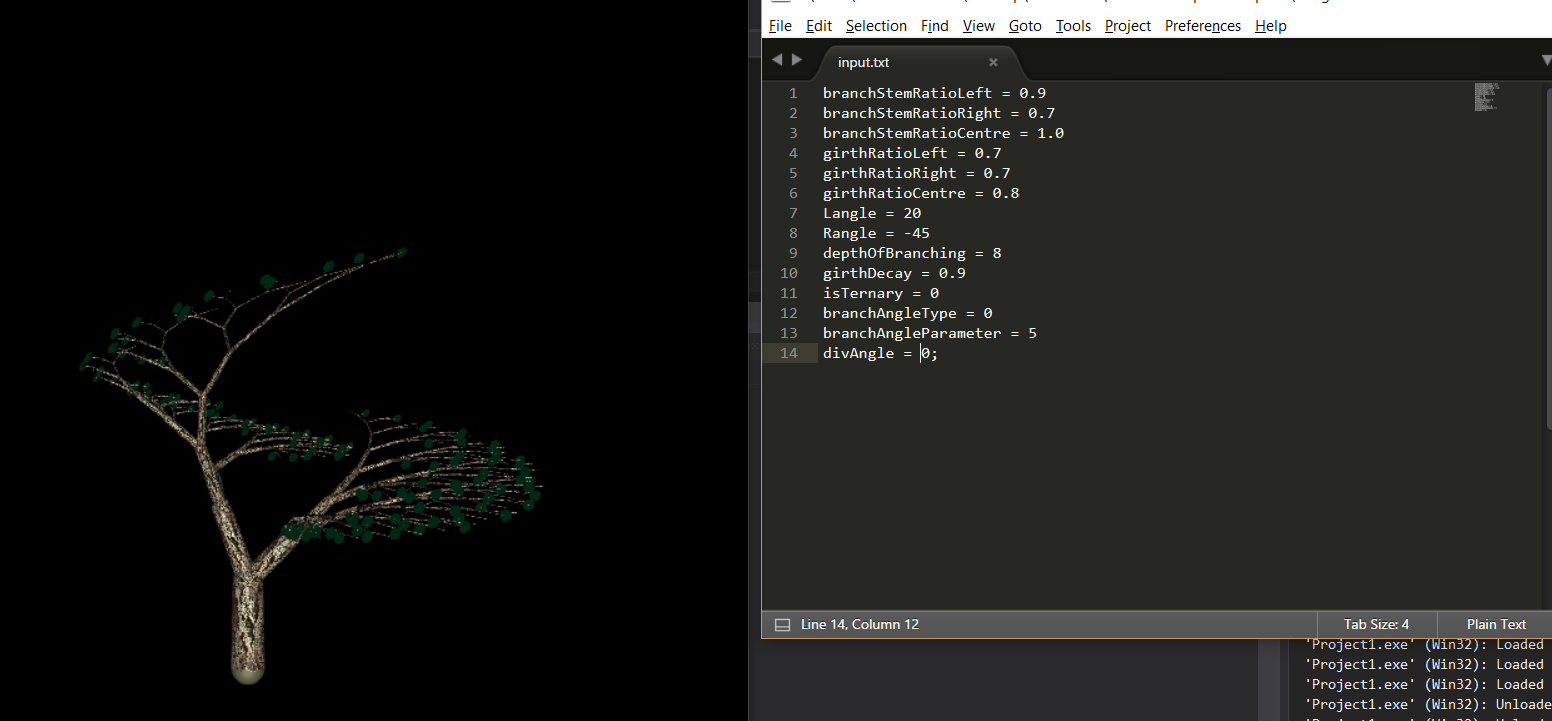 File Edit Selection Find View Goto Tools Project Preferences Help
input.txt
1 branchStemRatioLeft = 0.9
2 branchStemRatioRight = 0.7
3 branchStemRatioCentre = 1.0
4 girthRatioLeft = 0.7
5 girthRatioRight = 0.7
6 girthRatioCentre = 0.8
7 Langle = 20
8 Rangle = -45
9 depthOfBranching = 8
10 girthDecay = 0.9
11 isTernary = 0
12 branchAngleType = 0
13 branchAngleParameter = 5
14 divAngle = 0;
Line 14, Column 12 Tab Size: 4 Plain Text
'Project1.exe' (Win32): Loaded
'Project1.exe' (Win32): Loaded
'Project1.exe' (Win32): Loaded
'Project1.exe' (Win32): Unloade